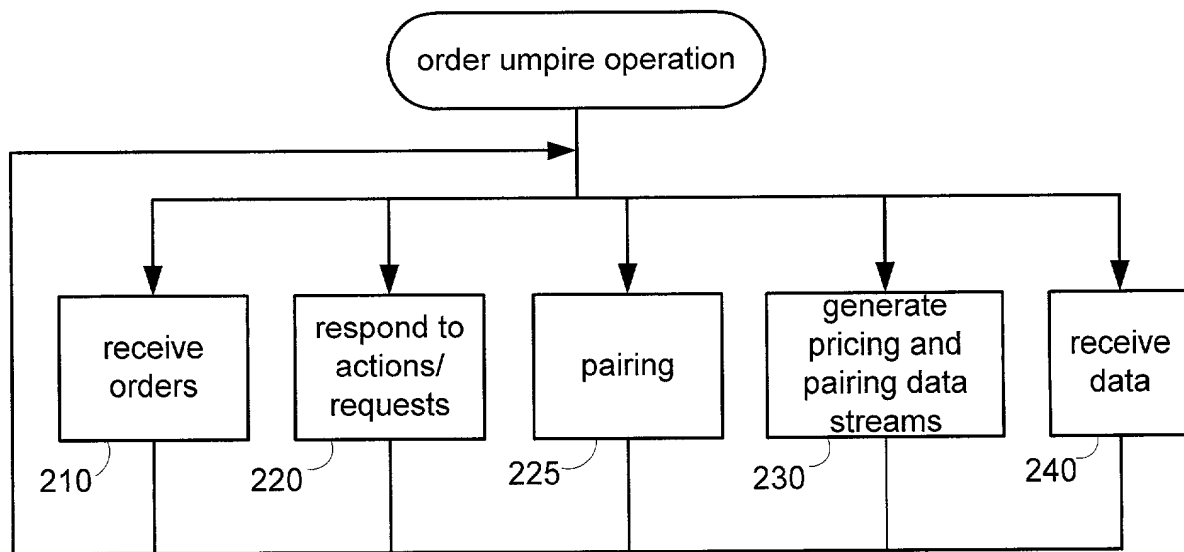 order umpire operation
receive
orders
respond to
actions/
requests
pairing
generate
pricing and
pairing data
streams
receive
data
210
220
225
230
240